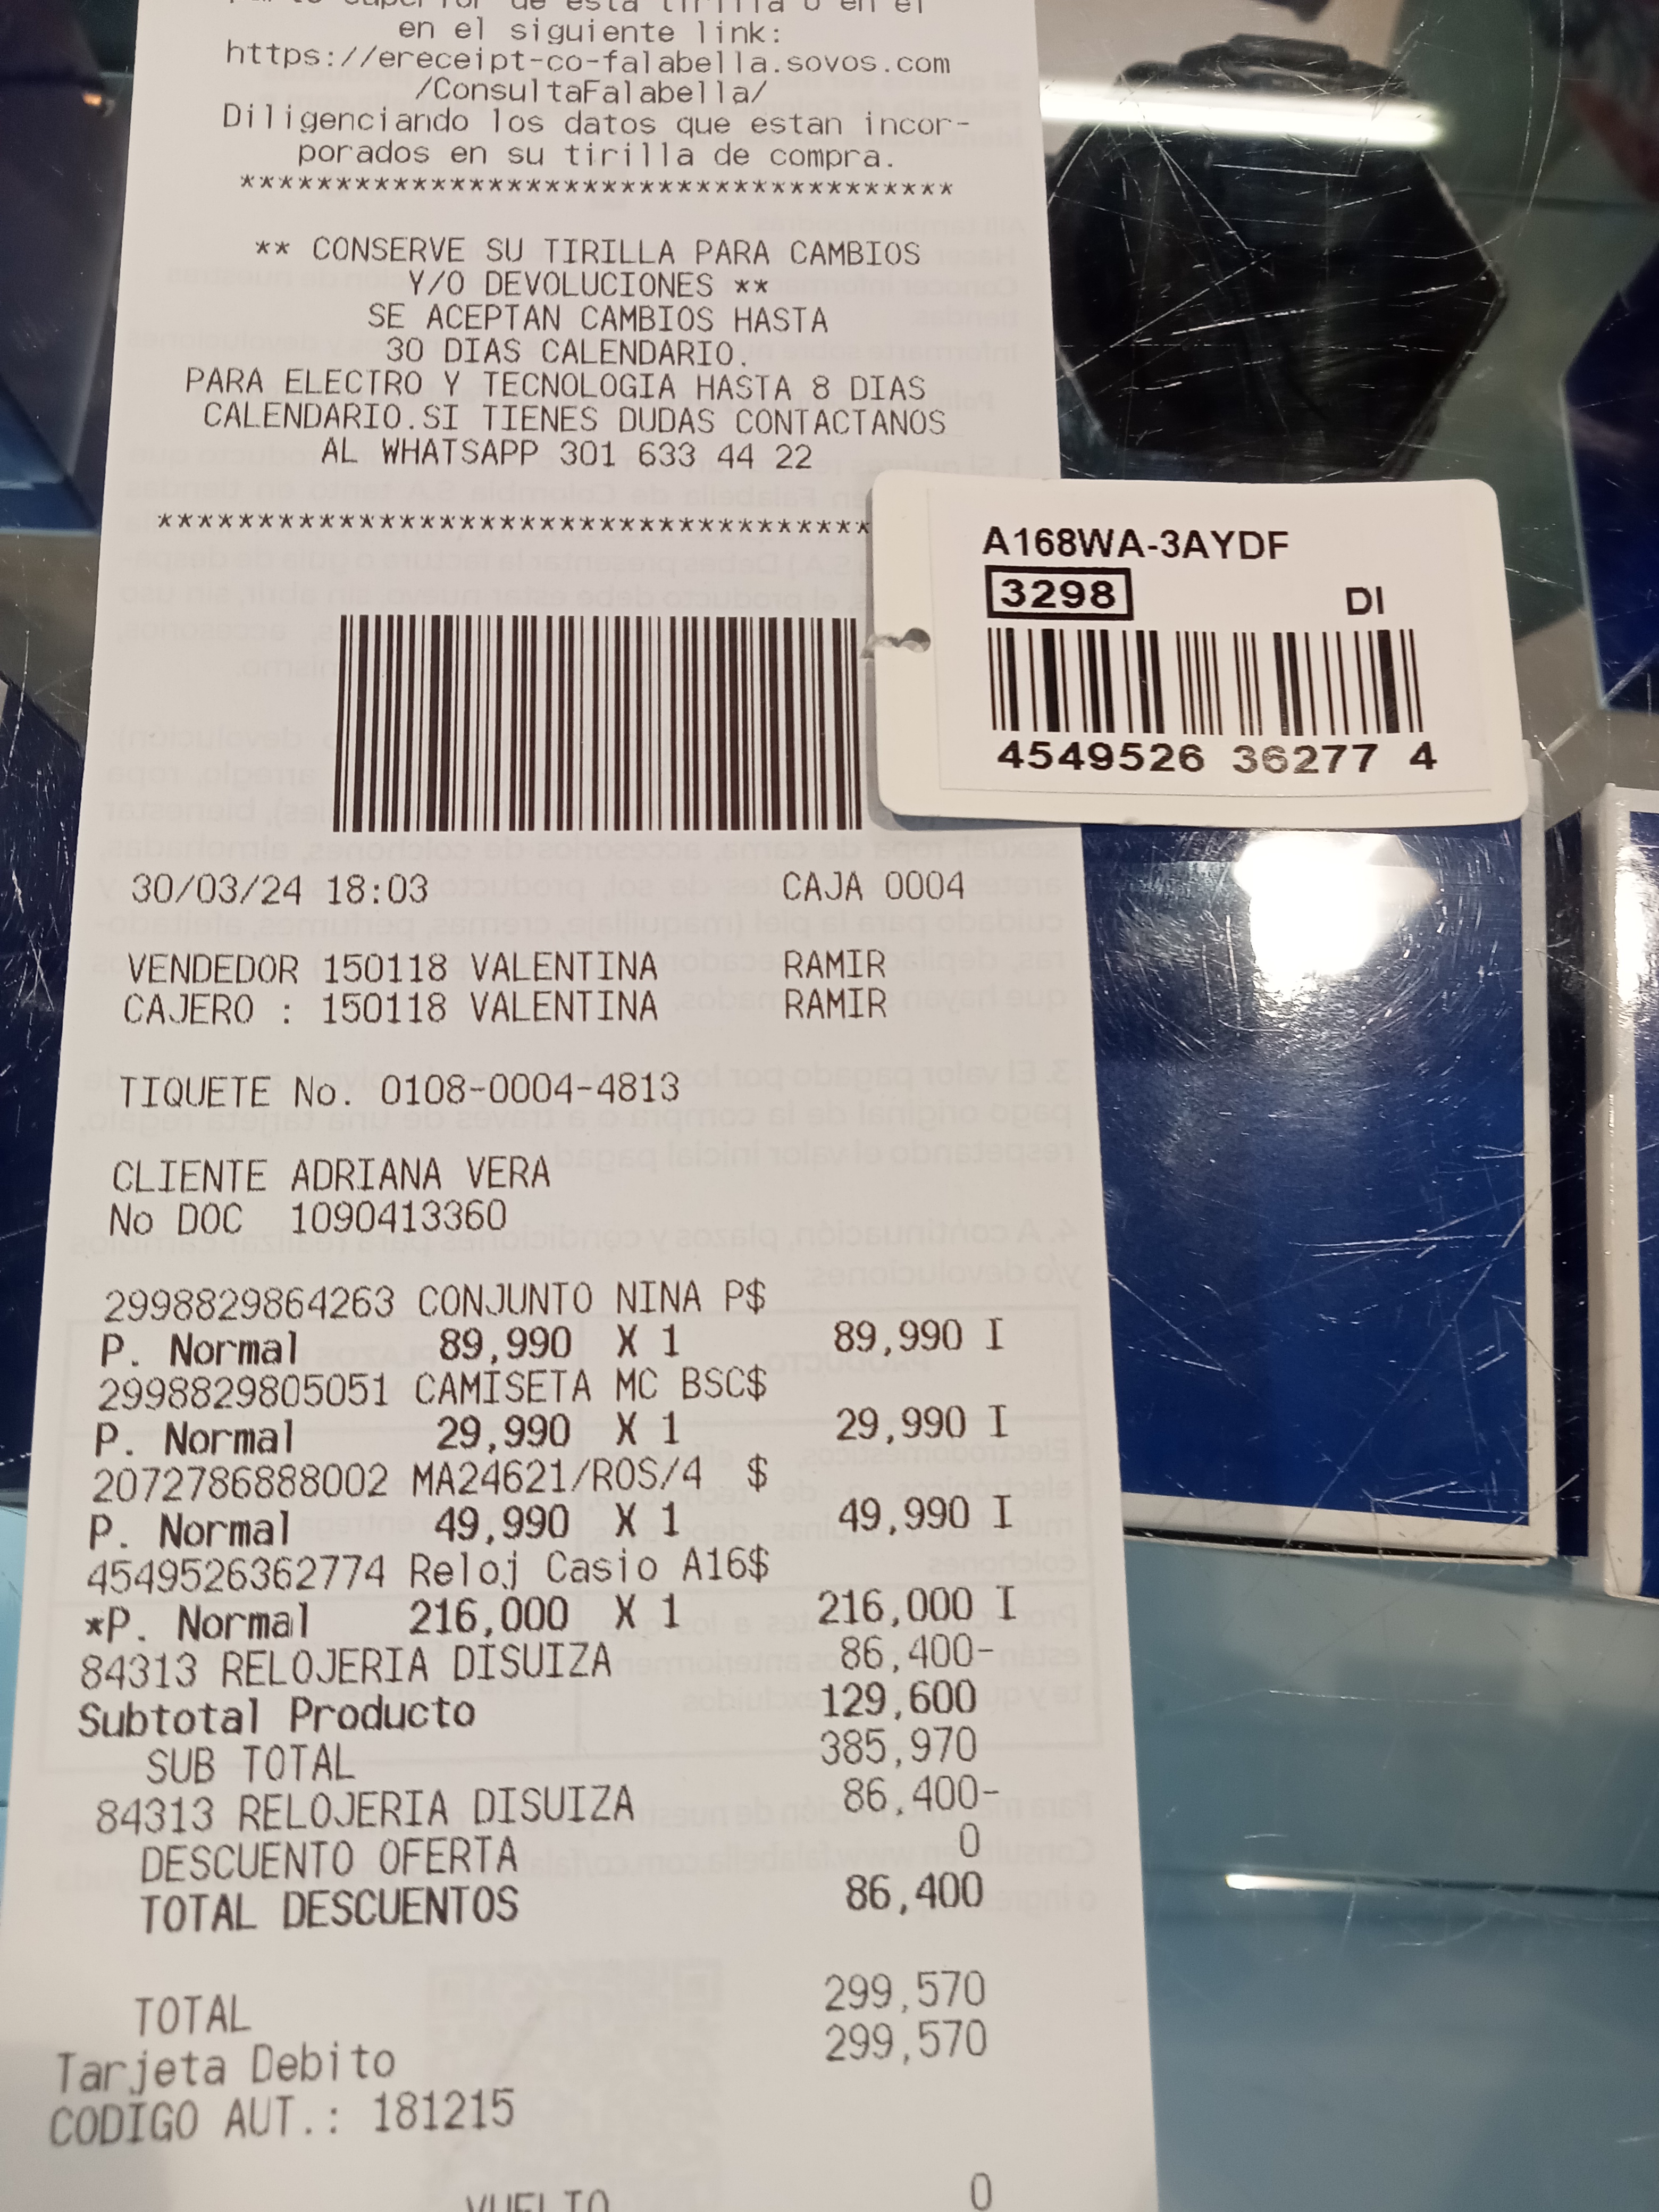 en el siguiente link:
https://ereceipt-co-falabella.sovos.com
/ConsultaFalabella/
Diligenciando los datos que estan incor-
porados en su tirilla de compra.
*************************************
** CONSERVE SU TIRILLA PARA CAMBIOS
Y/O DEVOLUCIONES **
SE ACEPTAN CAMBIOS HASTA
30 DIAS CALENDARIO.
PARA ELECTRO Y TECNOLOGIA HASTA 8 DIAS
CALENDARIO.SI TIENES DUDAS CONTACTANOS
AL WHATSAPP 301 633 44 22
*************************************
A168WA-3AYDF
3298 DI
4549526 36277 4
30/03/24 18:03 CAJA 0004
VENDEDOR 150118 VALENTINA RAMIR
CAJERO : 150118 VALENTINA RAMIR
TIQUETE No. 0108-0004-4813
CLIENTE ADRIANA VERA
No DOC 1090413360
2998829864263 CONJUNTO NINA P$
P. Normal 89,990 X 1 89,990 I
2998829805051 CAMISETA MC BSC$
P. Normal 29,990 X 1 29,990 I
2072786888002 MA24621/ROS/4 $
P. Normal 49,990 X 1 49,990 I
4549526362774 Reloj Casio A16$
*P. Normal 216,000 X 1 216,000 I
84313 RELOJERIA DISUIZA 86,400-
Subtotal Producto 129,600
SUB TOTAL 385,970
84313 RELOJERIA DISUIZA 86,400-
DESCUENTO OFERTA 0
TOTAL DESCUENTOS 86,400
TOTAL 299,570
Tarjeta Debito 299,570
CODIGO AUT.: 181215
VUELTO 0